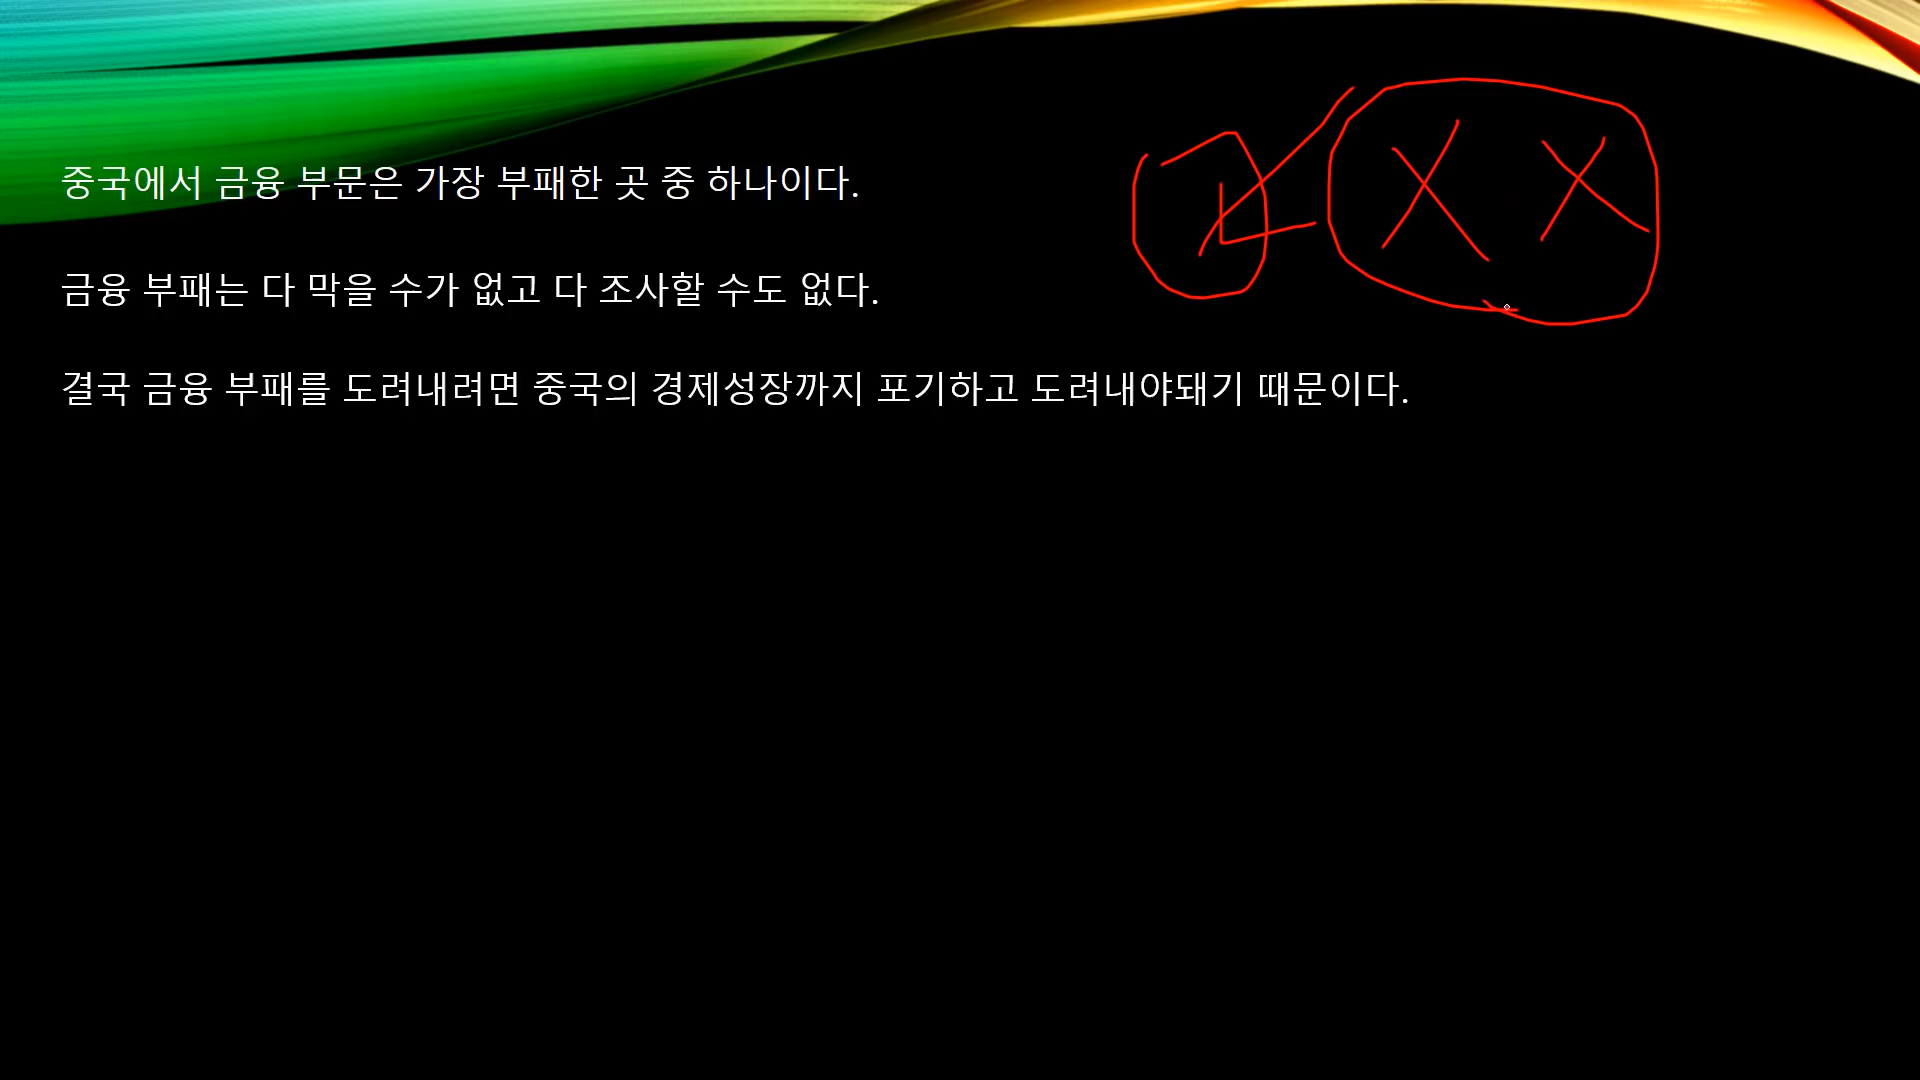 중국에서 금융 부문은 가장 부패한 곳 중 하나이다.
금융 부패는 다 막을 수가 없고 다 조사할 수도 없다.
결국 금융 부패를 도려내려면 중국의 경제성장까지 포기하고 도려내야돼기 때문이다.
X X